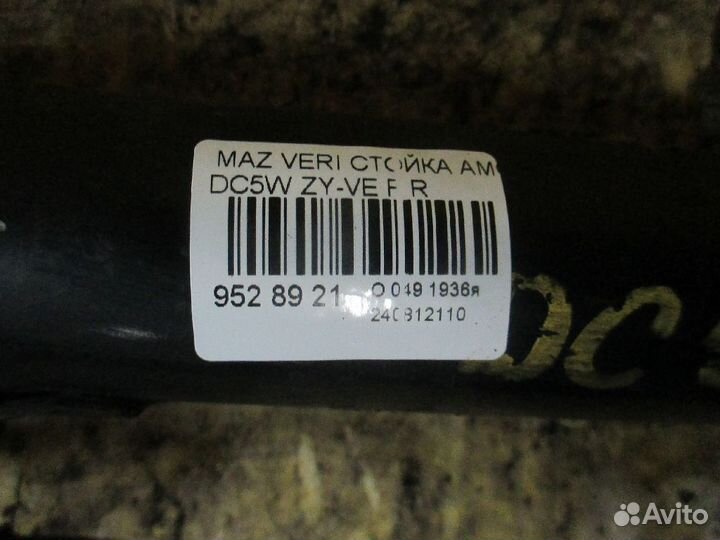 MAZ VERI СТОЙКА АМ
DC5W ZY-VE F R
952 89 21
О 049 1936я
240812110
DC
Avito